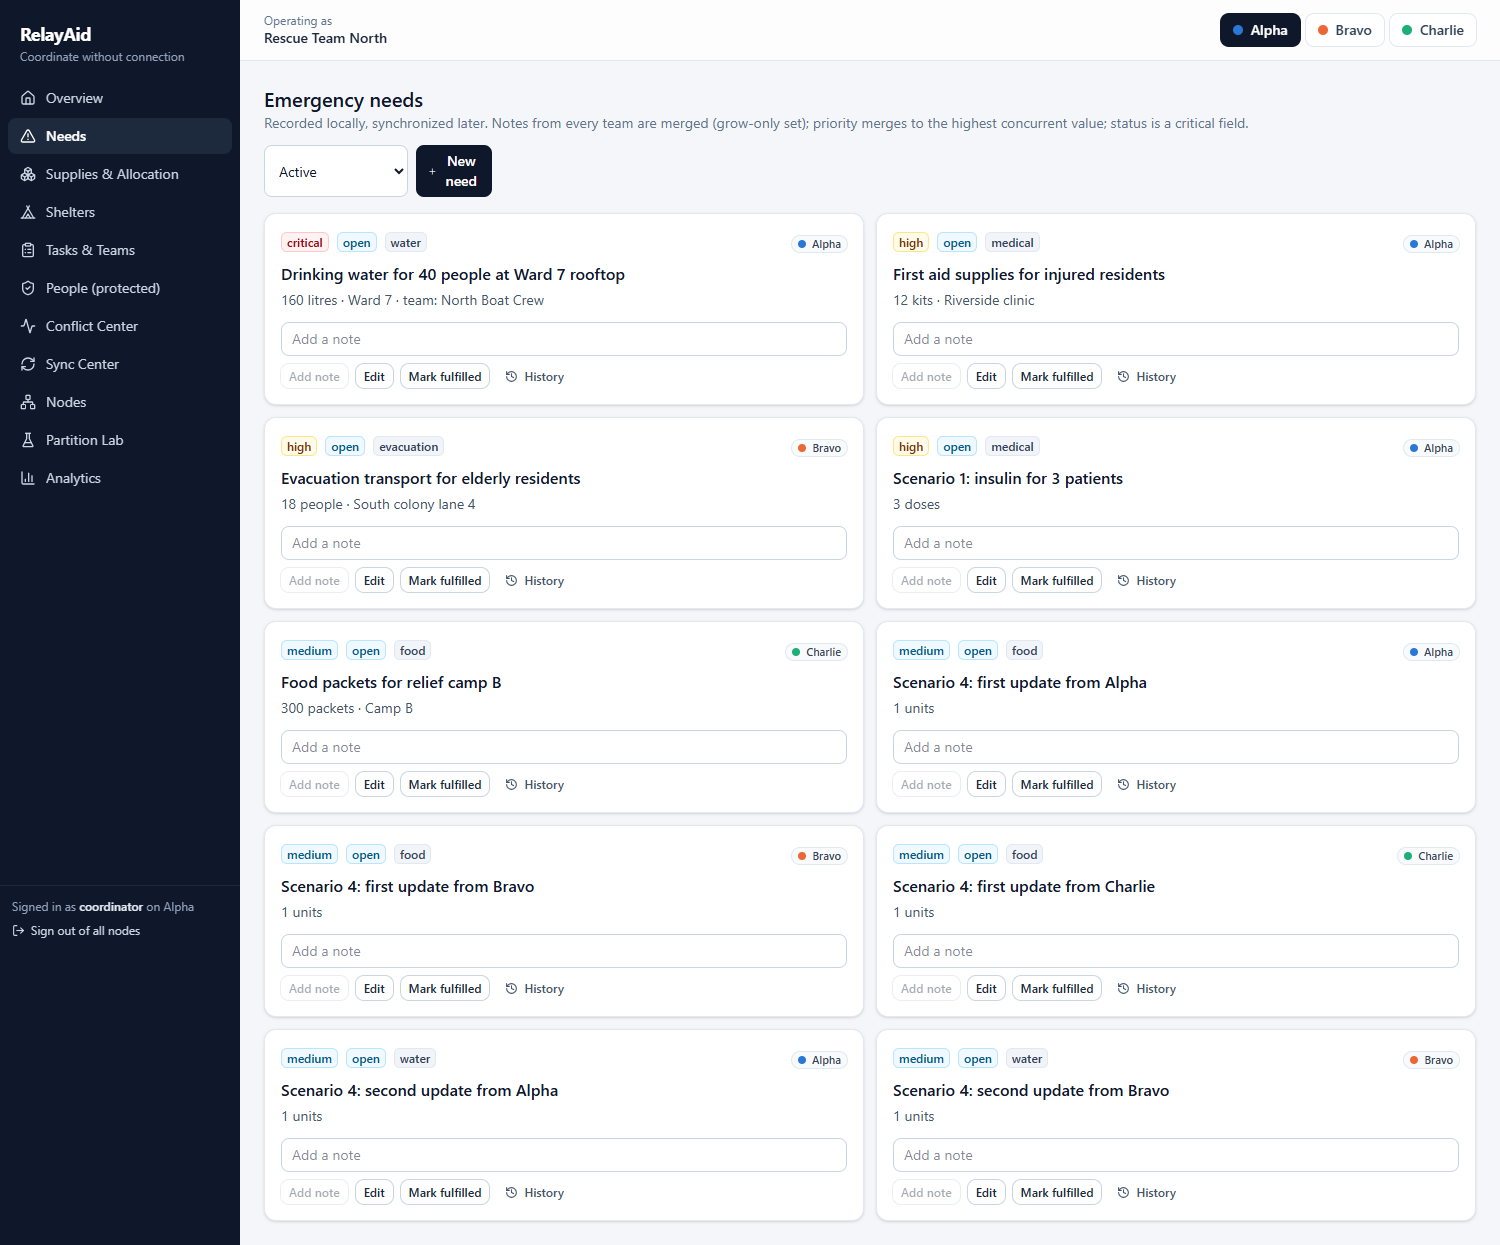 RelayAid
Coordinate without connection
Overview
Needs
Supplies & Allocation
Shelters
Tasks & Teams
People (protected)
Conflict Center
Sync Center
Nodes
Partition Lab
Analytics
Signed in as coordinator on Alpha
Sign out of all nodes
Operating as
Rescue Team North
Alpha
Bravo
Charlie
Emergency needs
Recorded locally, synchronized later. Notes from every team are merged (grow-only set); priority merges to the highest concurrent value; status is a critical field.
Active
+ New need
critical open water Alpha
Drinking water for 40 people at Ward 7 rooftop
160 litres · Ward 7 · team: North Boat Crew
Add a note
Add note Edit Mark fulfilled History
high open medical Alpha
First aid supplies for injured residents
12 kits · Riverside clinic
Add a note
Add note Edit Mark fulfilled History
high open evacuation Bravo
Evacuation transport for elderly residents
18 people · South colony lane 4
Add a note
Add note Edit Mark fulfilled History
high open medical Alpha
Scenario 1: insulin for 3 patients
3 doses
Add a note
Add note Edit Mark fulfilled History
medium open food Charlie
Food packets for relief camp B
300 packets · Camp B
Add a note
Add note Edit Mark fulfilled History
medium open food Alpha
Scenario 4: first update from Alpha
1 units
Add a note
Add note Edit Mark fulfilled History
medium open food Bravo
Scenario 4: first update from Bravo
1 units
Add a note
Add note Edit Mark fulfilled History
medium open food Charlie
Scenario 4: first update from Charlie
1 units
Add a note
Add note Edit Mark fulfilled History
medium open water Alpha
Scenario 4: second update from Alpha
1 units
Add a note
Add note Edit Mark fulfilled History
medium open water Bravo
Scenario 4: second update from Bravo
1 units
Add a note
Add note Edit Mark fulfilled History